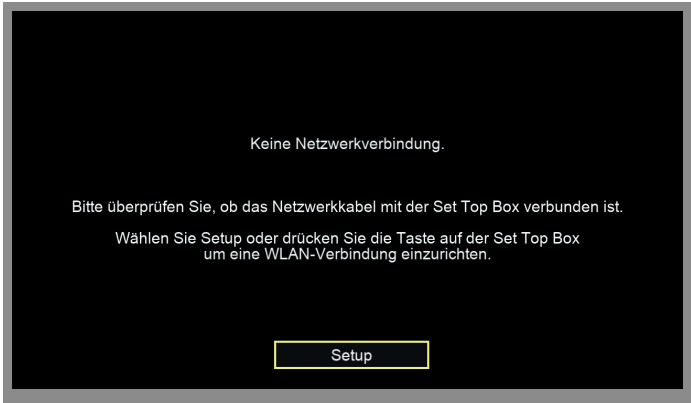 Keine Netzwerkverbindung.
Bitte überprüfen Sie, ob das Netzwerkkabel mit der Set Top Box verbunden ist.
Wählen Sie Setup oder drücken Sie die Taste auf der Set Top Box
um eine WLAN-Verbindung einzurichten.
Setup